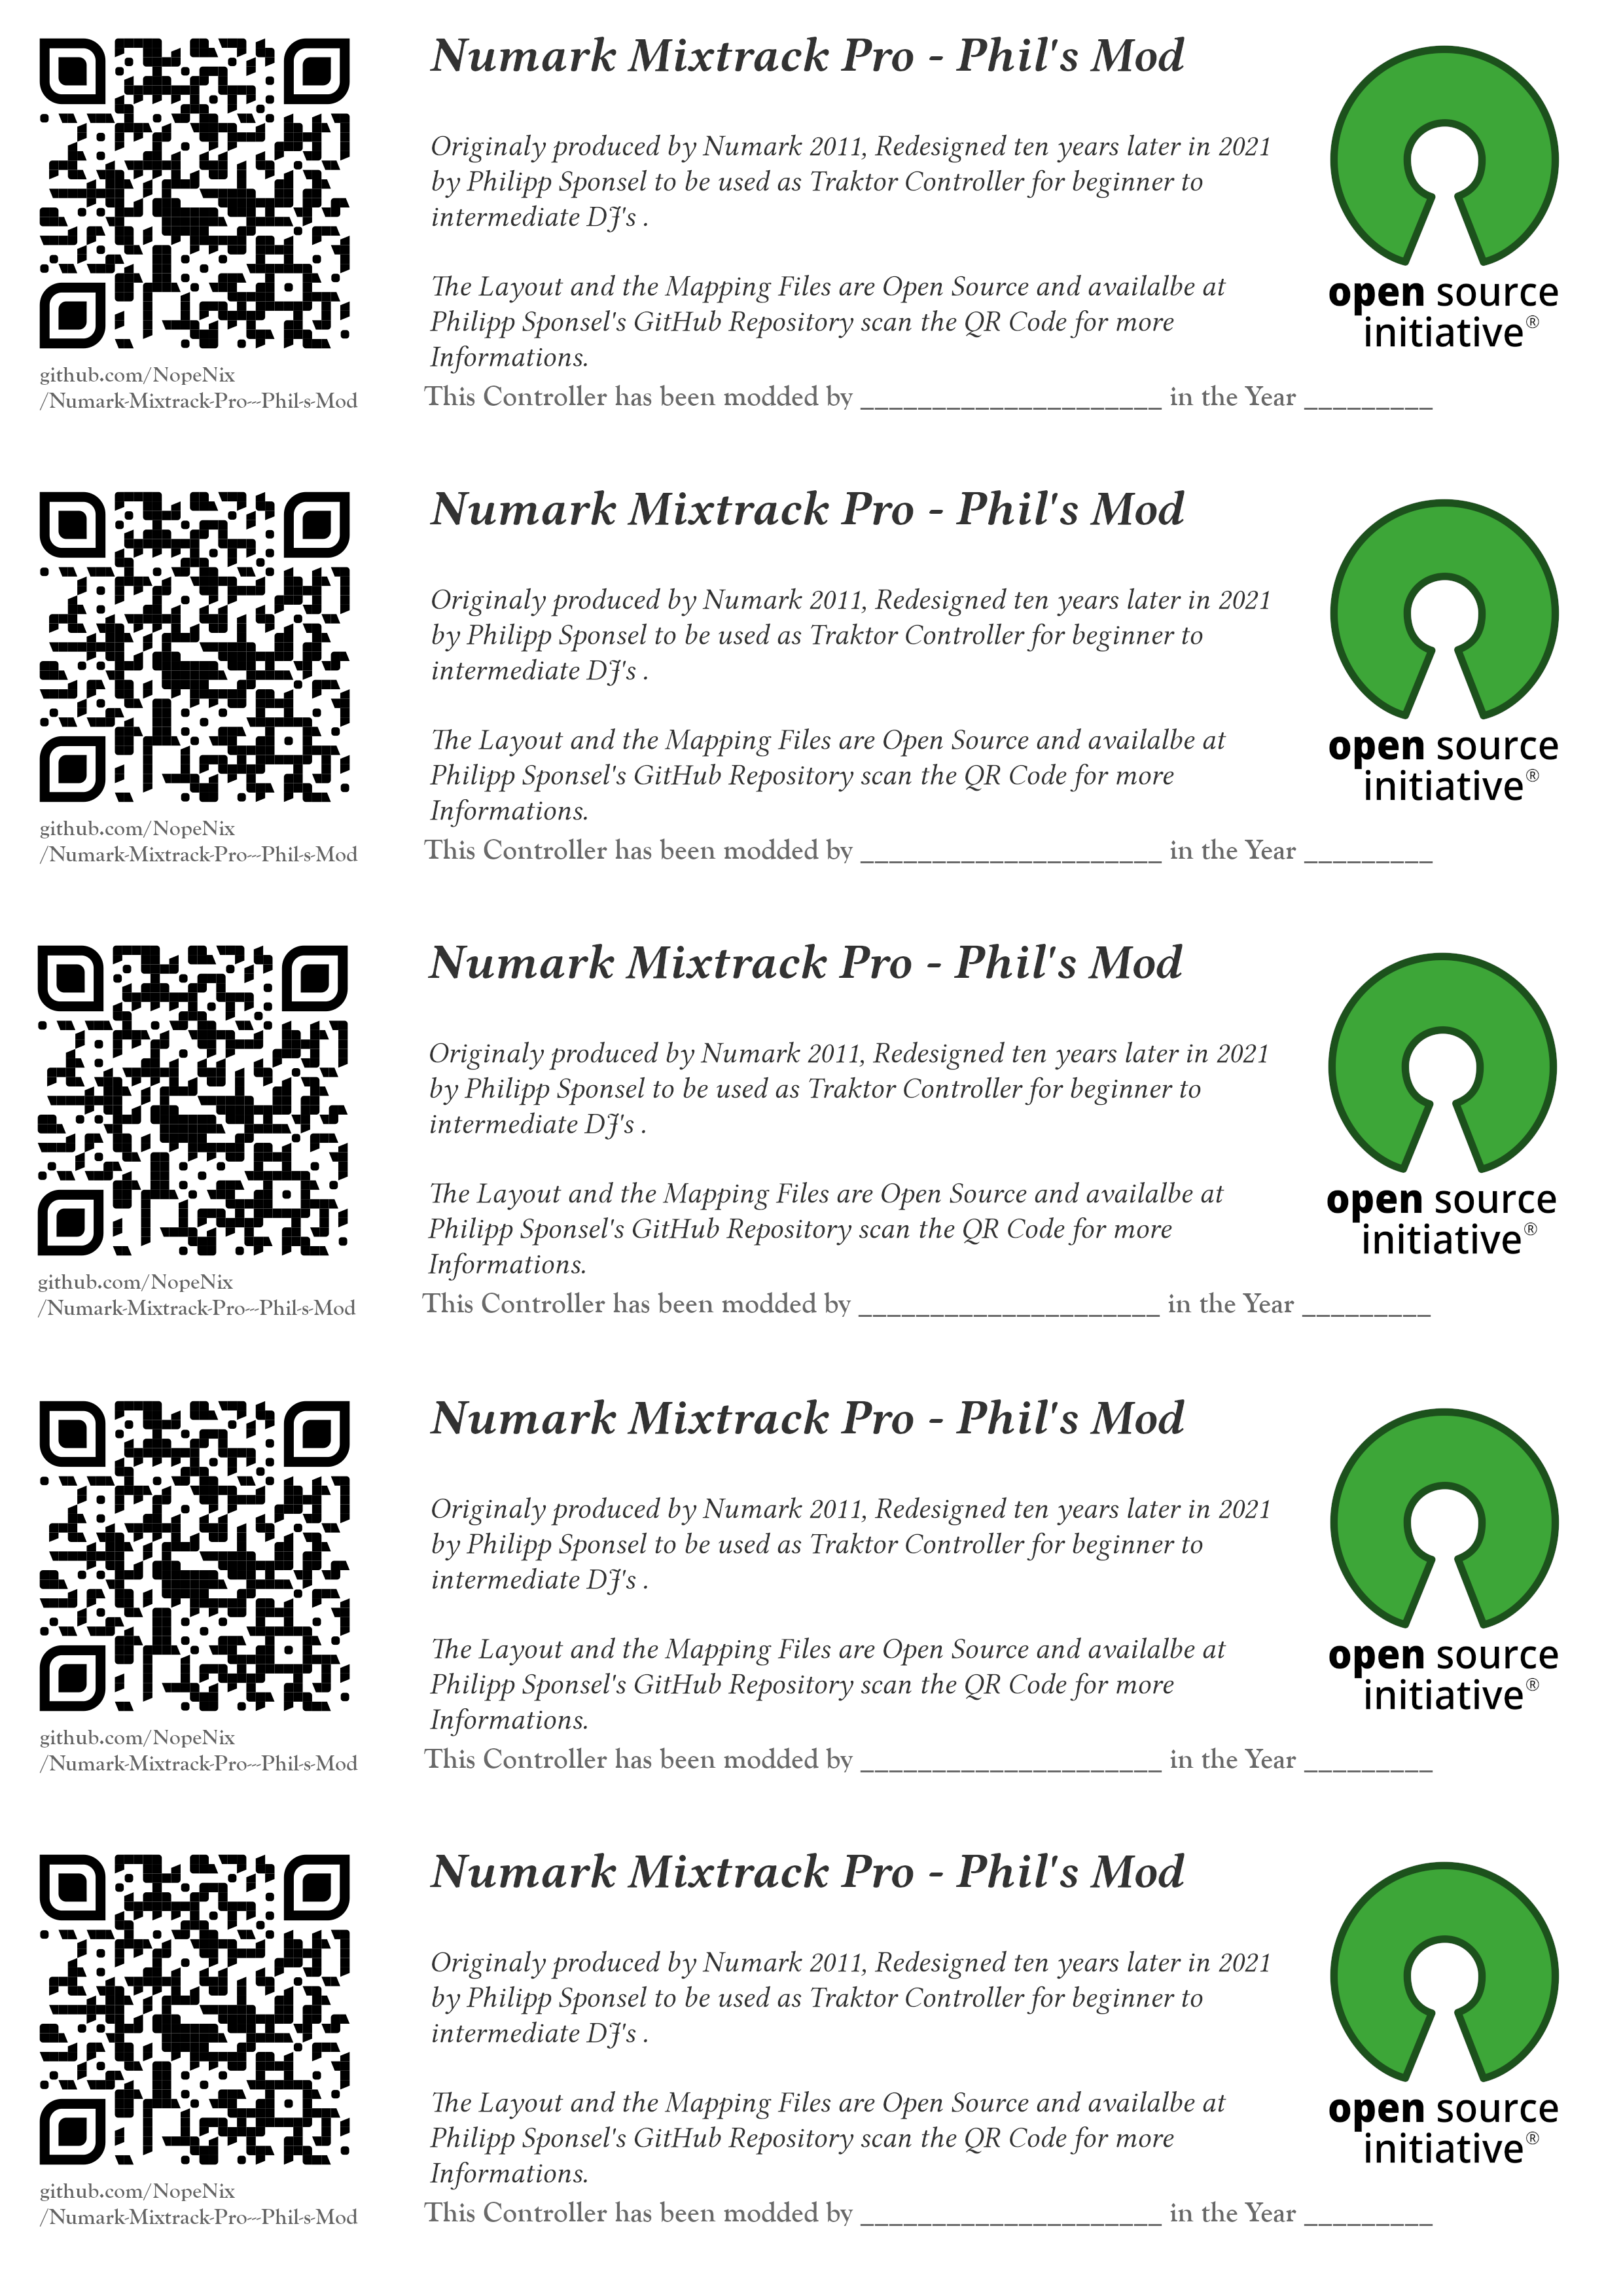 Numark Mixtrack Pro - Phil's Mod
Originaly produced by Numark 2011, Redesigned ten years later in 2021
by Philipp Sponsel to be used as Traktor Controller for beginner to
intermediate DJ's .
The Layout and the Mapping Files are Open Source and availalbe at
Philipp Sponsel's GitHub Repository scan the QR Code for more
Informations.
github.com/NopeNix
/Numark-Mixtrack-Pro---Phil-s-Mod
This Controller has been modded by _____________________ in the Year _________
open source
initiative®
Numark Mixtrack Pro - Phil's Mod
Originaly produced by Numark 2011, Redesigned ten years later in 2021
by Philipp Sponsel to be used as Traktor Controller for beginner to
intermediate DJ's .
The Layout and the Mapping Files are Open Source and availalbe at
Philipp Sponsel's GitHub Repository scan the QR Code for more
Informations.
github.com/NopeNix
/Numark-Mixtrack-Pro---Phil-s-Mod
This Controller has been modded by _____________________ in the Year _________
open source
initiative®
Numark Mixtrack Pro - Phil's Mod
Originaly produced by Numark 2011, Redesigned ten years later in 2021
by Philipp Sponsel to be used as Traktor Controller for beginner to
intermediate DJ's .
The Layout and the Mapping Files are Open Source and availalbe at
Philipp Sponsel's GitHub Repository scan the QR Code for more
Informations.
github.com/NopeNix
/Numark-Mixtrack-Pro---Phil-s-Mod
This Controller has been modded by _____________________ in the Year _________
open source
initiative®
Numark Mixtrack Pro - Phil's Mod
Originaly produced by Numark 2011, Redesigned ten years later in 2021
by Philipp Sponsel to be used as Traktor Controller for beginner to
intermediate DJ's .
The Layout and the Mapping Files are Open Source and availalbe at
Philipp Sponsel's GitHub Repository scan the QR Code for more
Informations.
github.com/NopeNix
/Numark-Mixtrack-Pro---Phil-s-Mod
This Controller has been modded by _____________________ in the Year _________
open source
initiative®
Numark Mixtrack Pro - Phil's Mod
Originaly produced by Numark 2011, Redesigned ten years later in 2021
by Philipp Sponsel to be used as Traktor Controller for beginner to
intermediate DJ's .
The Layout and the Mapping Files are Open Source and availalbe at
Philipp Sponsel's GitHub Repository scan the QR Code for more
Informations.
github.com/NopeNix
/Numark-Mixtrack-Pro---Phil-s-Mod
This Controller has been modded by _____________________ in the Year _________
open source
initiative®